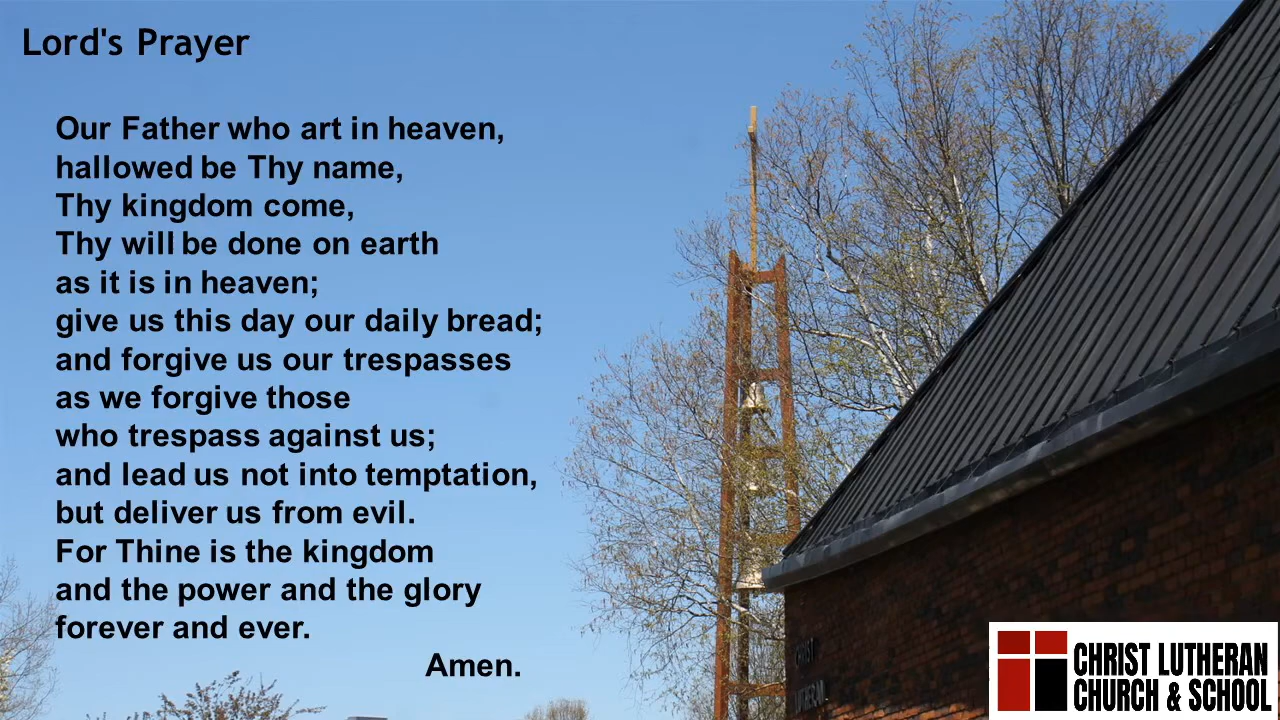 Lord's Prayer
Our Father who art in heaven,
hallowed be Thy name,
Thy kingdom come,
Thy will be done on earth
as it is in heaven;
give us this day our daily bread;
and forgive us our trespasses
as we forgive those
who trespass against us;
and lead us not into temptation,
but deliver us from evil.
For Thine is the kingdom
and the power and the glory
forever and ever.
Amen.
CHRIST
LUTHERAN
CHRIST LUTHERAN
CHURCH & SCHOOL